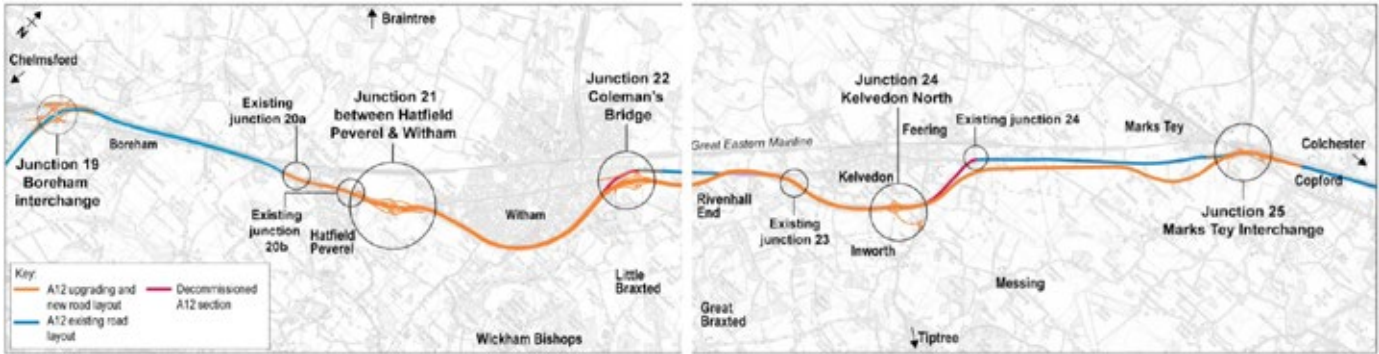 N
Braintree
Chelmsford
Junction 19
Boreham
interchange
Boreham
Existing
junction 20a
Junction 21
between Hatfield
Peverel & Witham
Existing
junction
20b
Hatfield
Peverel
Witham
Junction 22
Coleman's
Bridge
Little
Braxted
Wickham Bishops
Key:
A12 upgrading and
new road layout
A12 existing road
layout
Decommissioned
A12 section
Great Eastern Mainline
Rivenhall
End
Existing
junction 23
Great
Braxted
Junction 24
Kelvedon North
Feering
Kelvedon
Inworth
Existing junction 24
Tiptree
Messing
Marks Tey
Junction 25
Marks Tey Interchange
Colchester
Copford